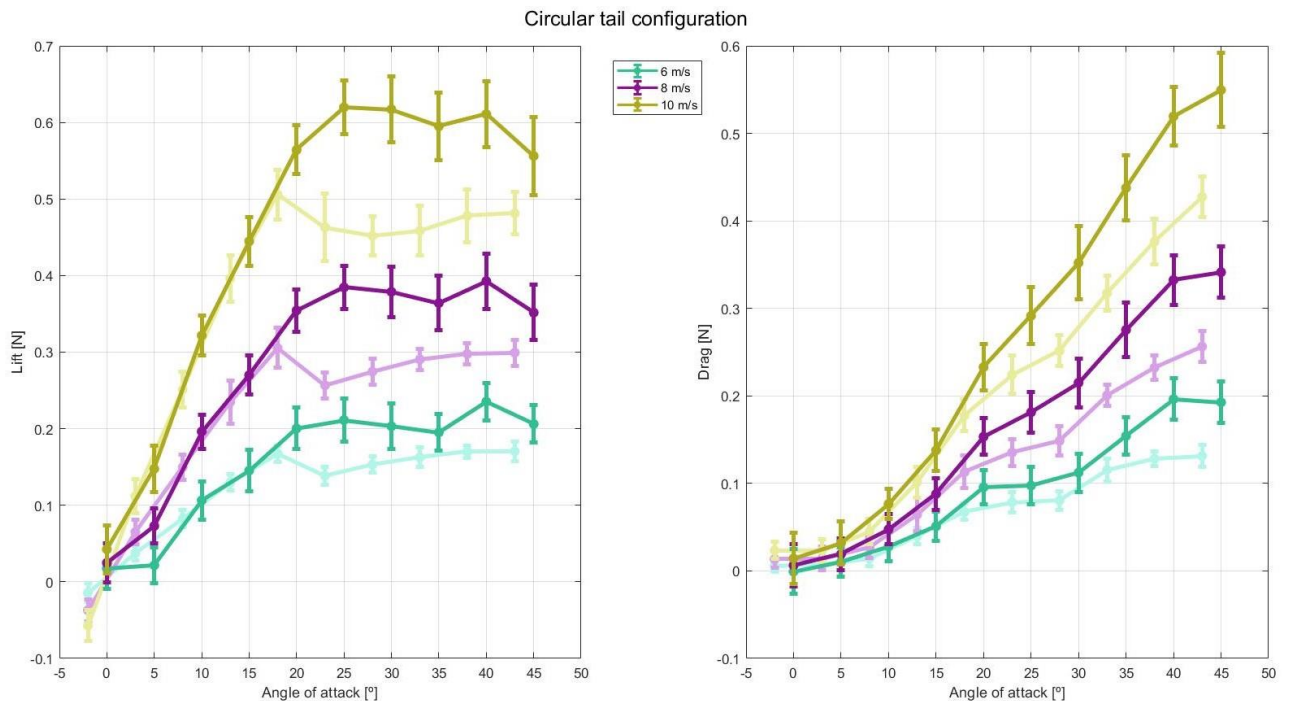 Circular tail configuration
0.7
0.6
0.5
0.4
0.3
0.2
0.1
0
-0.1
Lift [N]
-5 0 5 10 15 20 25 30 35 40 45 50
Angle of attack [º]
6 m/s
8 m/s
10 m/s
0.6
0.5
0.4
0.3
0.2
0.1
0
-0.1
Drag [N]
-5 0 5 10 15 20 25 30 35 40 45 50
Angle of attack [º]